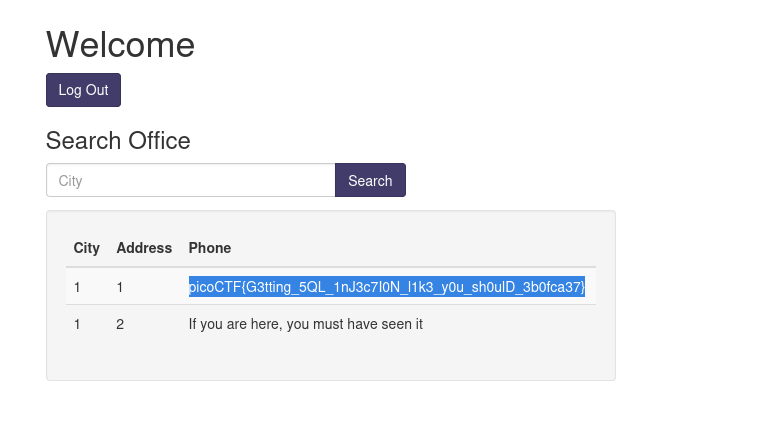 Welcome
Log Out
Search Office
City Search
City Address Phone
1 1 picoCTF{G3tting_5QL_1nJ3c7I0N_l1k3_y0u_sh0ulD_3b0fca37}
1 2 If you are here, you must have seen it